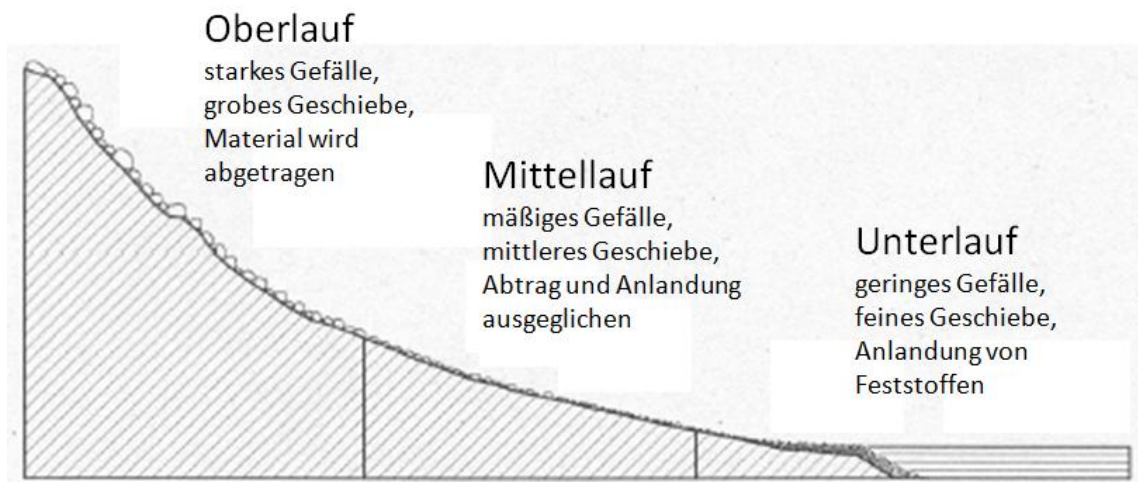 Oberlauf
starkes Gefälle,
grobes Geschiebe,
Material wird
abgetragen
Mittellauf
mäßiges Gefälle,
mittleres Geschiebe,
Abtrag und Anlandung
ausgeglichen
Unterlauf
geringes Gefälle,
feines Geschiebe,
Anlandung von
Feststoffen